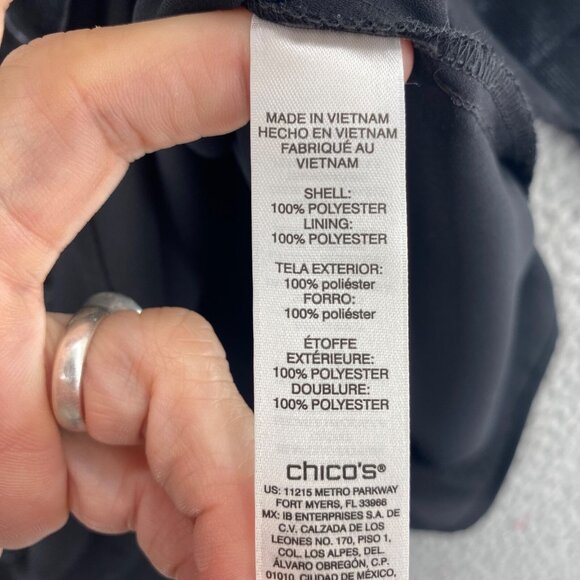 MADE IN VIETNAM
HECHO EN VIETNAM
FABRIQUÉ AU
VIETNAM
SHELL:
100% POLYESTER
LINING:
100% POLYESTER
TELA EXTERIOR:
100% poliéster
FORRO:
100% poliéster
ÉTOFFE
EXTÉRIEURE:
100% POLYESTER
DOUBLURE:
100% POLYESTER
chico's®
US: 11215 METRO PARKWAY
FORT MYERS, FL 33966
MX: IB ENTERPRISES S.A. DE
C.V. CALZADA DE LOS
LEONES NO. 170, PISO 1,
COL. LOS ALPES, DEL.
ÁLVARO OBREGÓN, C.P.
01010, CIUDAD DE MÉXICO,